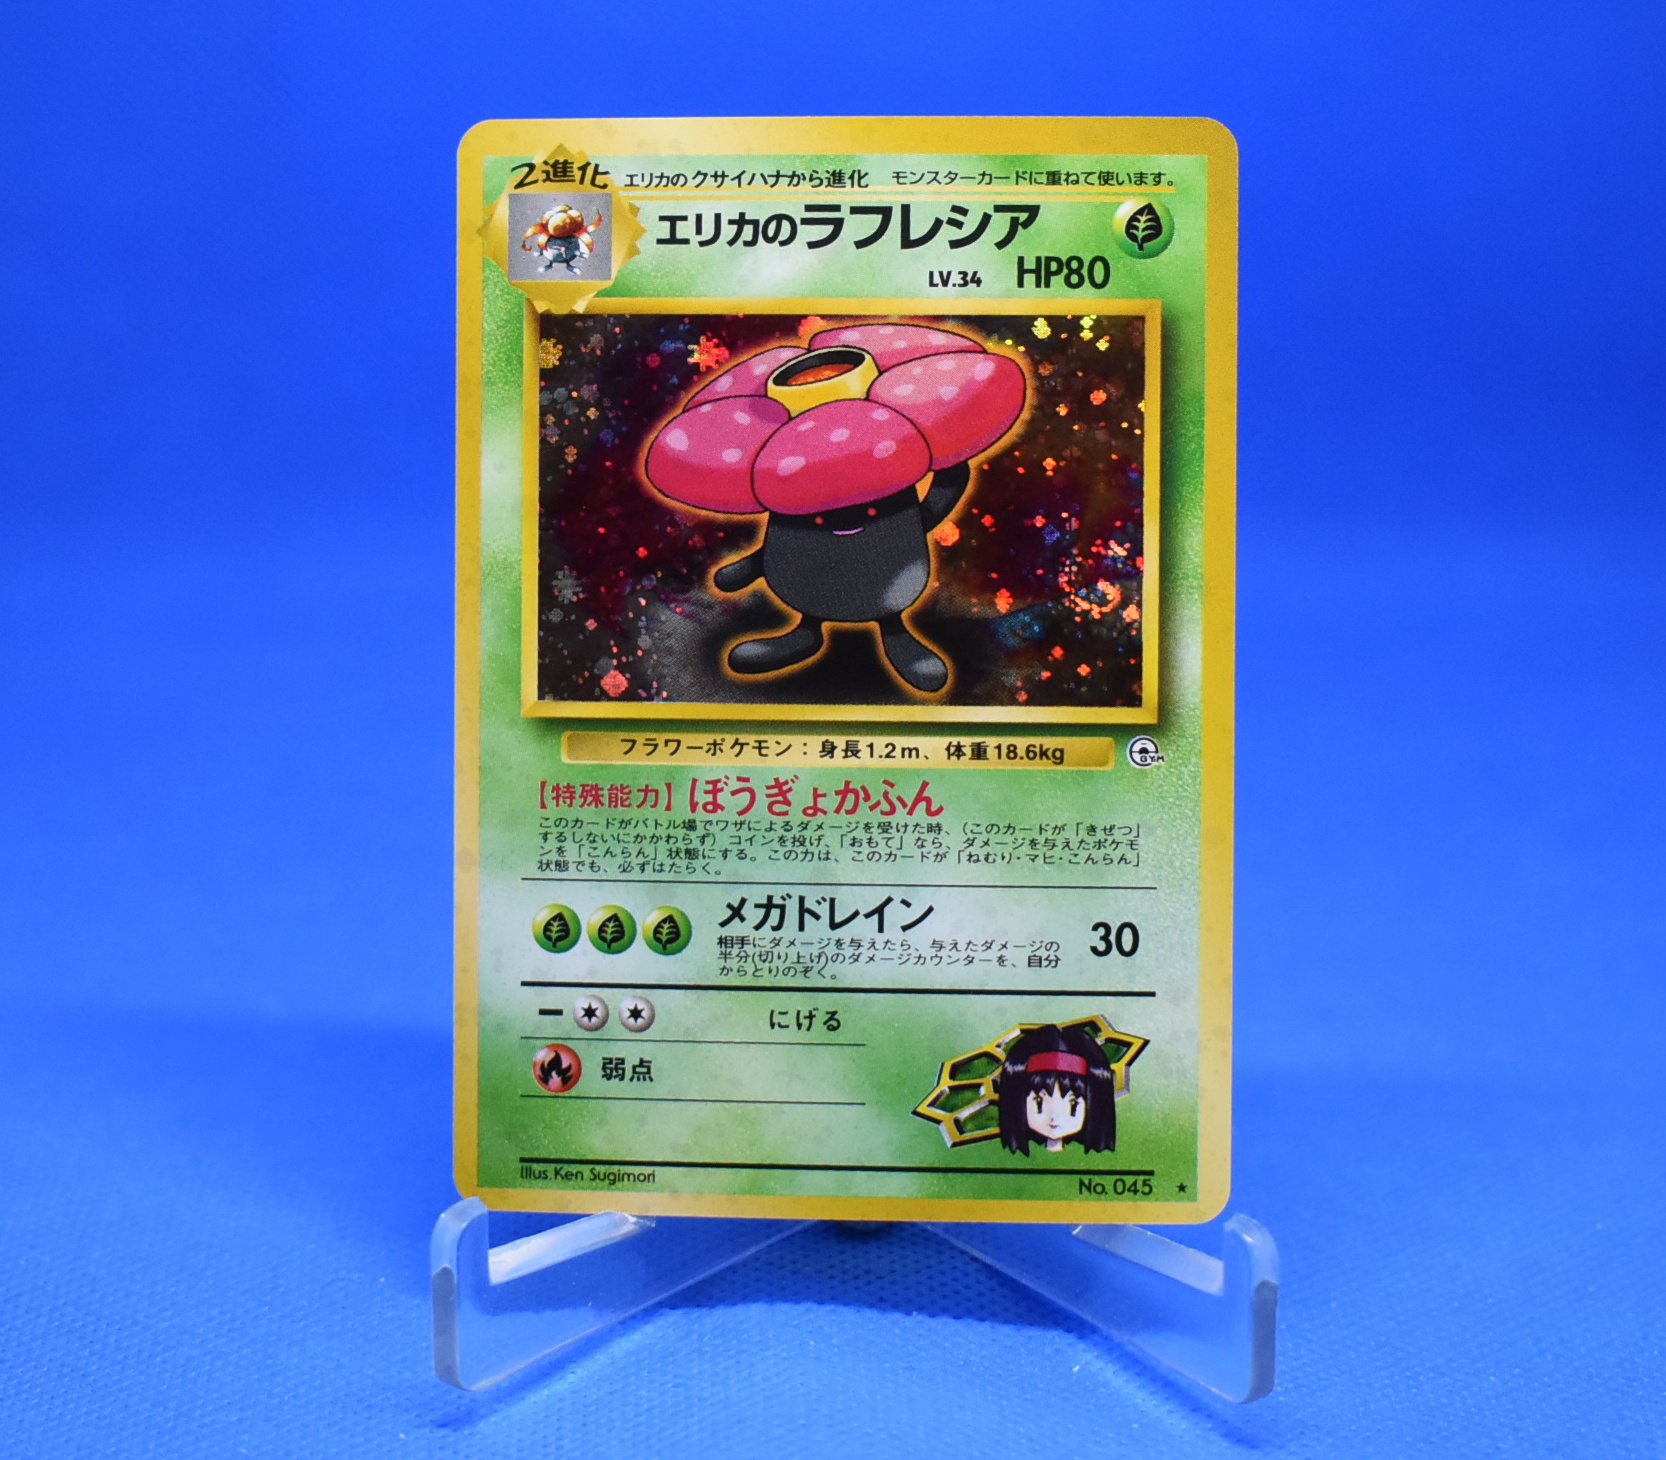 2進化 エリカのクサイハナから進化 モンスターカードに重ねて使います。
エリカのラフレシア
LV.34 HP80
フラワーポケモン：身長1.2m、体重18.6kg
GYM
【特殊能力】ぼうぎょかふん
このカードがバトル場でワザによるダメージを受けた時、（このカードが「きぜつ」
するしないにかかわらず）コインを投げ、「おもて」なら、ダメージを与えたポケモ
ンを「こんらん」状態にする。この力は、このカードが「ねむり・マヒ・こんらん」
状態でも、必ずはたらく。
メガドレイン 30
相手にダメージを与えたら、与えたダメージの
半分(切り上げ)のダメージカウンターを、自分
からとりのぞく。
にげる
弱点
Illus.Ken Sugimori
No. 045 ★